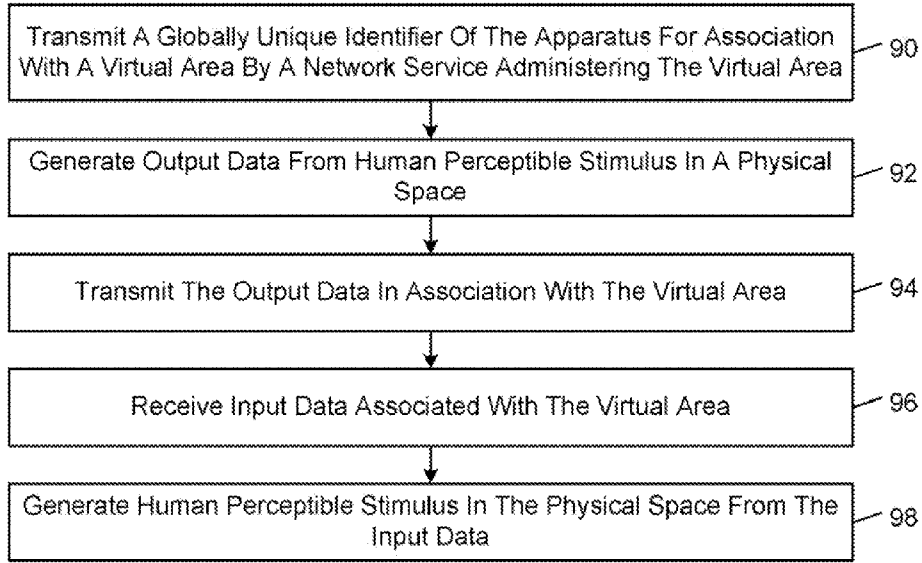 Transmit A Globally Unique Identifier Of The Apparatus For Association
With A Virtual Area By A Network Service Administering The Virtual Area
90
Generate Output Data From Human Perceptible Stimulus In A Physical
Space
92
Transmit The Output Data In Association With The Virtual Area
94
Receive Input Data Associated With The Virtual Area
96
Generate Human Perceptible Stimulus In The Physical Space From The
Input Data
98